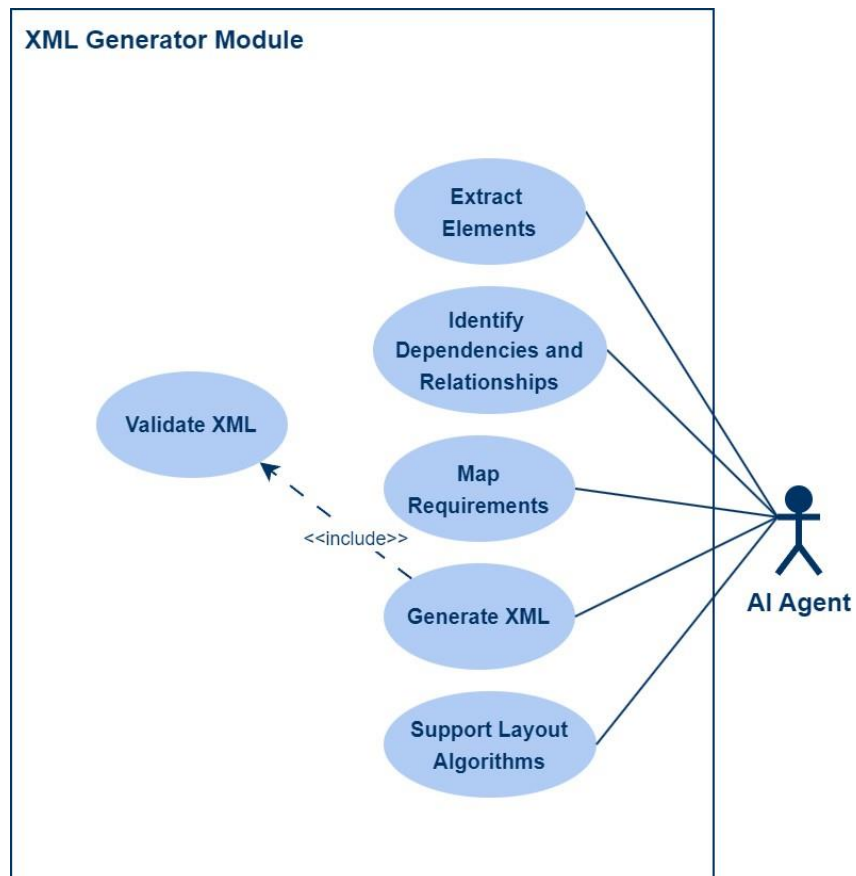 XML Generator Module
Extract
Elements
Identify
Dependencies and
Relationships
Validate XML
Map
Requirements
<<include>>
Generate XML
AI Agent
Support Layout
Algorithms